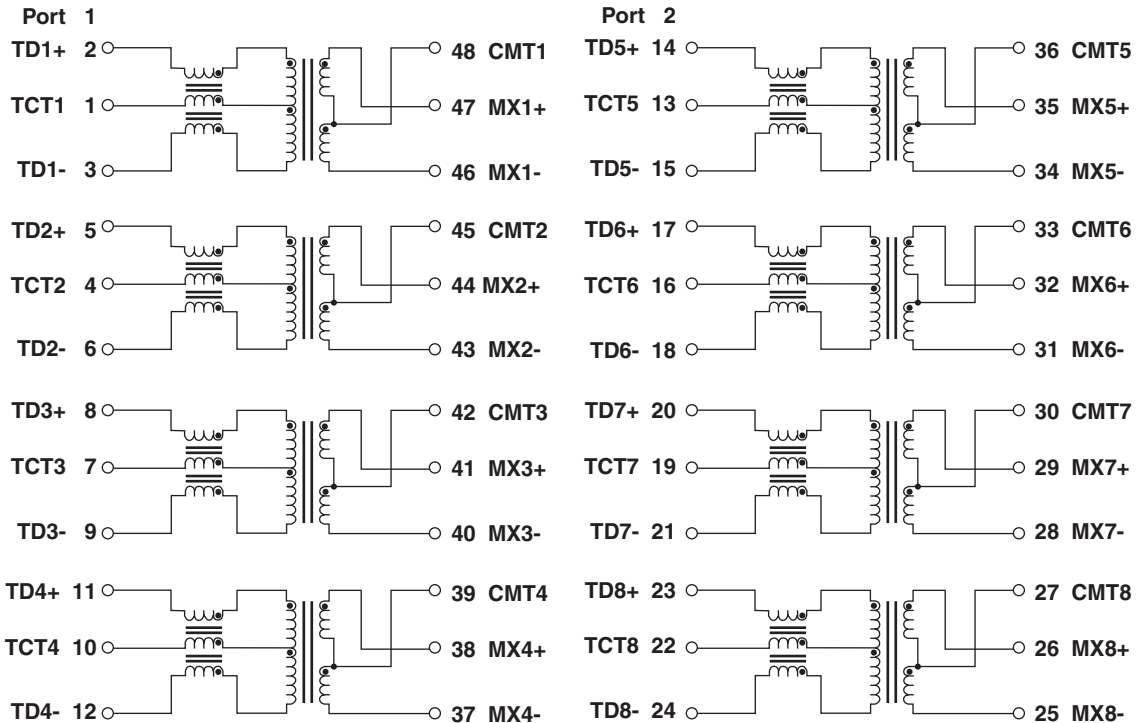 Port 1
TD1+ 2
48 CMT1
TCT1 1
47 MX1+
TD1- 3
46 MX1-
TD2+ 5
45 CMT2
TCT2 4
44 MX2+
TD2- 6
43 MX2-
TD3+ 8
42 CMT3
TCT3 7
41 MX3+
TD3- 9
40 MX3-
TD4+ 11
39 CMT4
TCT4 10
38 MX4+
TD4- 12
37 MX4-
Port 2
TD5+ 14
36 CMT5
TCT5 13
35 MX5+
TD5- 15
34 MX5-
TD6+ 17
33 CMT6
TCT6 16
32 MX6+
TD6- 18
31 MX6-
TD7+ 20
30 CMT7
TCT7 19
29 MX7+
TD7- 21
28 MX7-
TD8+ 23
27 CMT8
TCT8 22
26 MX8+
TD8- 24
25 MX8-